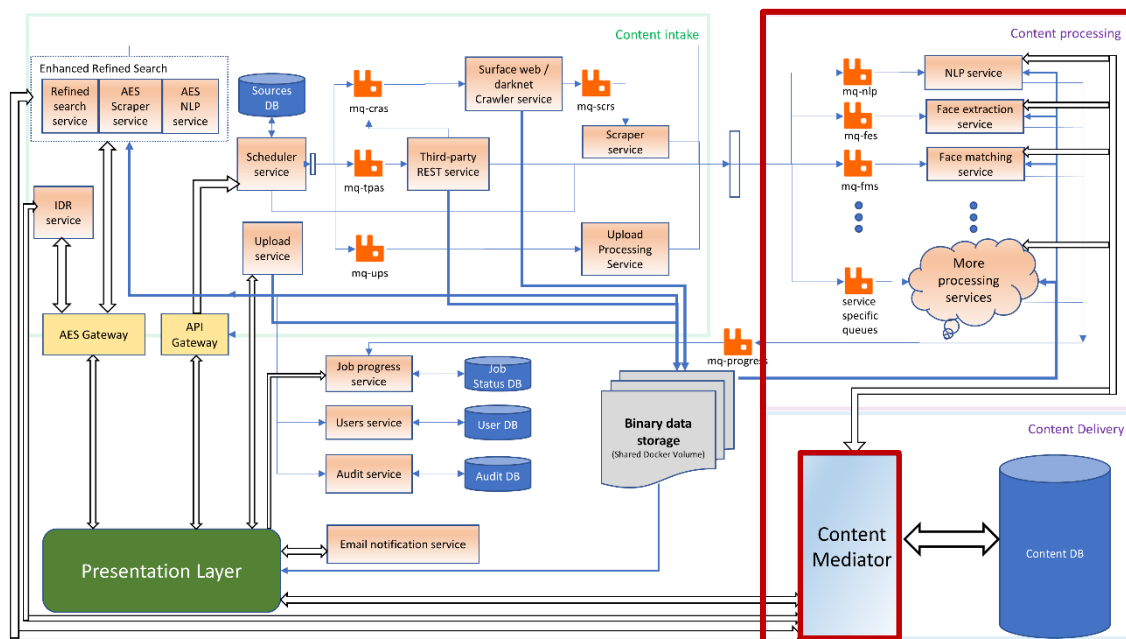 Content intake
Content processing
Enhanced Refined Search
Refined
search
service
AES
Scraper
service
AES
NLP
service
Sources
DB
mq-cras
Surface web /
darknet
Crawler service
mq-scrs
Scraper
service
Scheduler
service
mq-tpas
Third-party
REST service
IDR
service
Upload
service
mq-ups
Upload
Processing
Service
mq-nlp
NLP service
mq-fes
Face extraction
service
mq-fms
Face matching
service
service
specific
queues
More
processing
services
AES Gateway
API
Gateway
mq-progress
Job progress
service
Job
Status DB
Users service
User DB
Audit service
Audit DB
Binary data
storage
(Shared Docker Volume)
Content Delivery
Content
Mediator
Content DB
Email notification service
Presentation Layer